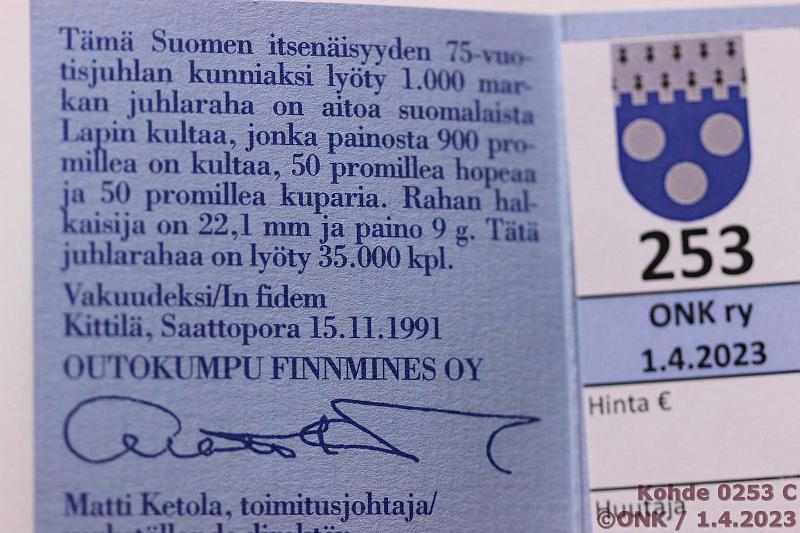 Tämä Suomen itsenäisyyden 75-vuo-
tisjuhlan kunniaksi lyöty 1.000 mar-
kan juhlaraha on aitoa suomalaista
Lapin kultaa, jonka painosta 900 pro-
millea on kultaa, 50 promillea hopeaa
ja 50 promillea kuparia. Rahan hal-
kaisija on 22,1 mm ja paino 9 g. Tätä
juhlarahaa on lyöty 35.000 kpl.
Vakuudeksi/In fidem
Kittilä, Saattopora 15.11.1991
OUTOKUMPU FINNMINES OY
Matti Ketola, toimitusjohtaja/
253
ONK ry
1.4.2023
Hinta €
Huutaja
Kohde 0253 C
©ONK / 1.4.2023